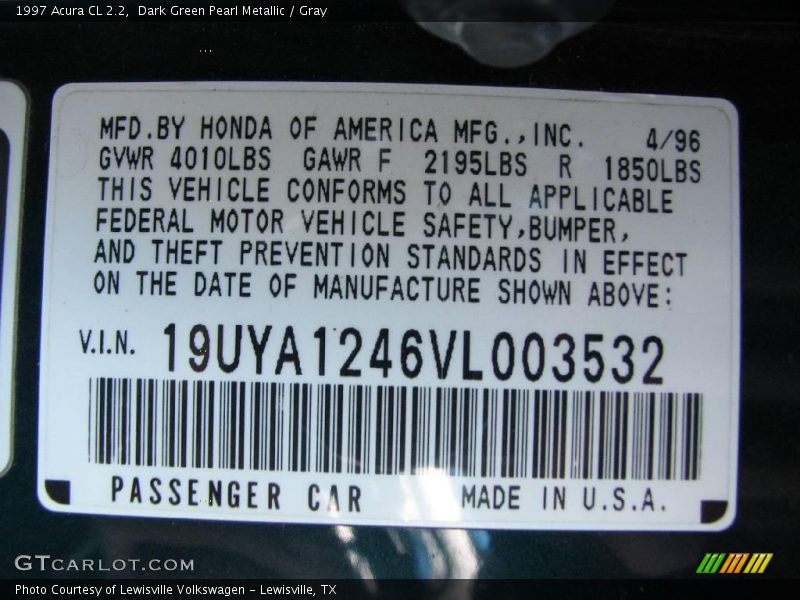 1997 Acura CL 2.2,  Dark Green Pearl Metallic / Gray
MFD.BY HONDA OF AMERICA MFG.,INC.   4/96
GVWR 4010LBS  GAWR F  2195LBS  R  1850LBS
THIS VEHICLE CONFORMS TO ALL APPLICABLE
FEDERAL MOTOR VEHICLE SAFETY,BUMPER,
AND THEFT PREVENTION STANDARDS IN EFFECT
ON THE DATE OF MANUFACTURE SHOWN ABOVE:
V.I.N. 19UYA1246VL003532
PASSENGER CAR   MADE IN U.S.A.
GTCARLOT.COM
Photo Courtesy of Lewisville Volkswagen - Lewisville, TX